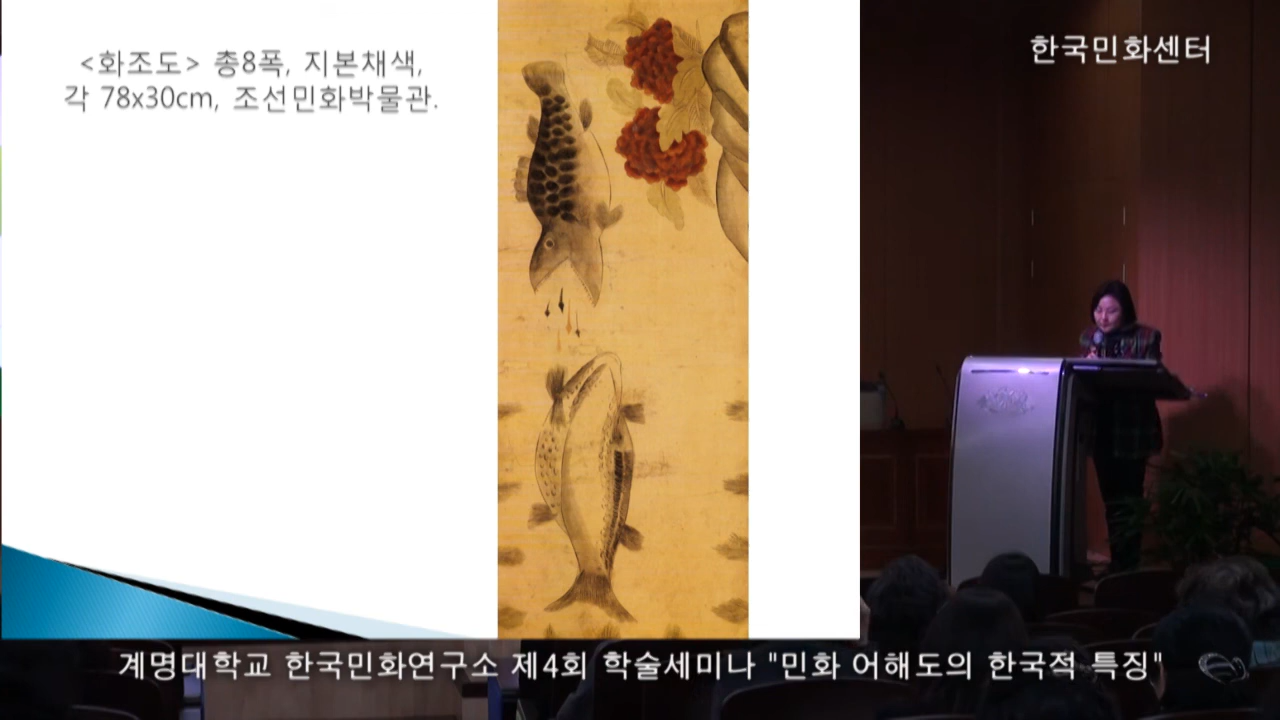 <화조도> 총8폭, 지본채색,
각 78x30cm, 조선민화박물관.
한국민화센터
계명대학교 한국민화연구소 제4회 학술세미나 "민화 어해도의 한국적 특징"